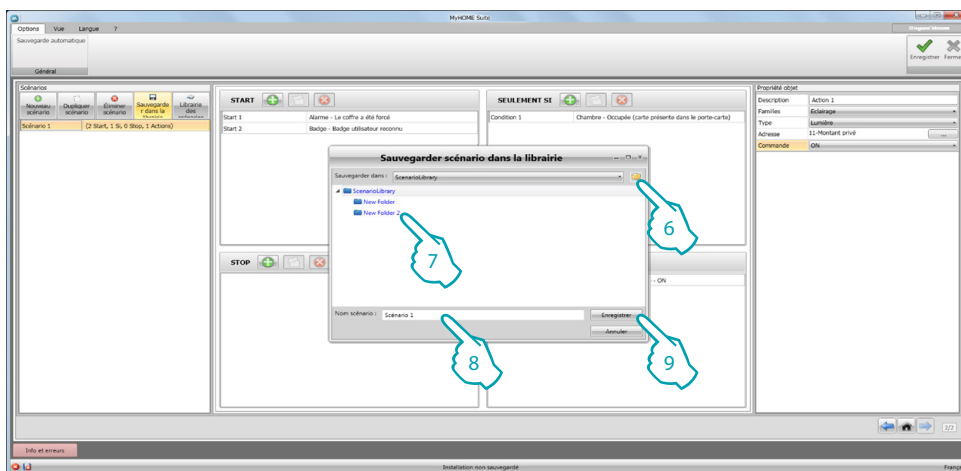 MyHOME Suite
Options Vue Langue ?
Sauvegarde automatique
Général
Enregistrer Ferme
Scénarios
Nouveau scénario
Dupliquer scénario
Éliminer scénario
Sauvegarde r dans la librairie
Librairie des scénarios
Scénario 1 (2 Start, 1 Si, 0 Stop, 1 Actions)
START
Start 1 Alarme - Le coffre a été forcé
Start 2 Badge - Badge utilisateur reconnu
SEULEMENT SI
Condition 1 Chambre - Occupée (carte présente dans le porte-carte)
STOP
- ON
Propriété objet
Description Action 1
Familles Eclairage
Type Lumière
Adresse 11-Montant privé ...
Commande ON
Sauvegarder scénario dans la librairie
Sauvegarder dans : ScenarioLibrary
ScenarioLibrary
New Folder
New Folder 2
Nom scénario : Scénario 1
Enregistrer
Annuler
6
7
8
9
2/2
Info et erreurs
Installation non sauvegardé
França